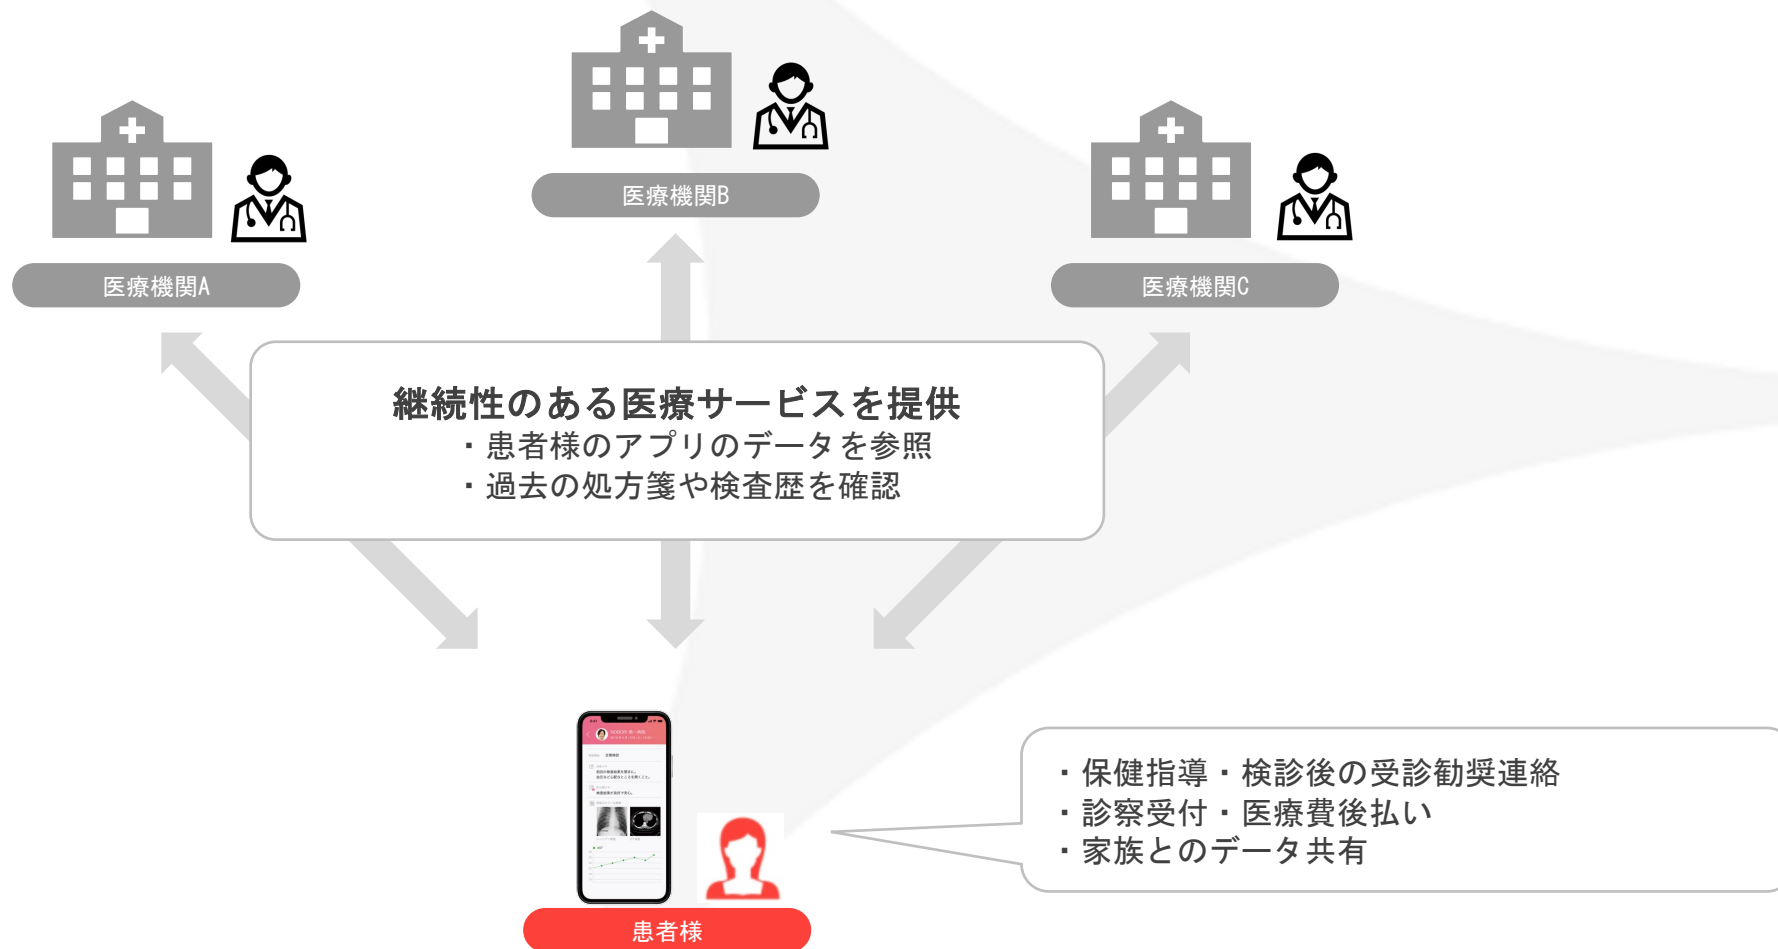 医療機関B
医療機関A
医療機関C
継続性のある医療サービスを提供
・患者様のアプリのデータを参照
・過去の処方箋や検査歴を確認
・保健指導・検診後の受診勧奨連絡
・診察受付・医療費後払い
・家族とのデータ共有
患者様